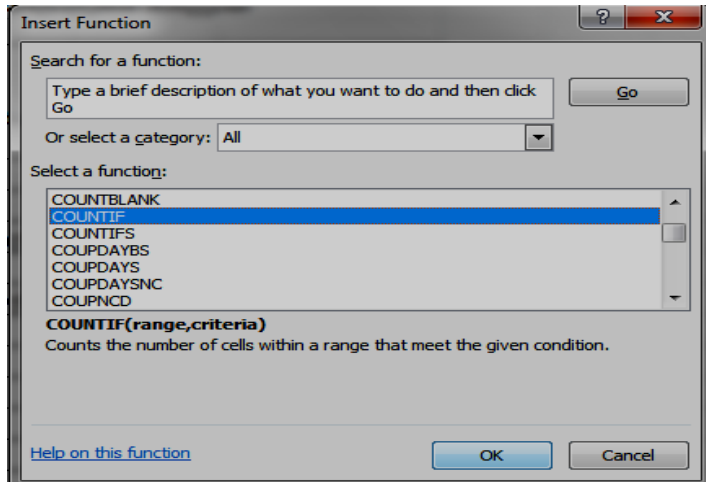 Insert Function
Search for a function:
Type a brief description of what you want to do and then click
Go
Go
Or select a category: All
Select a function:
COUNTBLANK
COUNTIF
COUNTIFS
COUPDAYBS
COUPDAYS
COUPDAYSNC
COUPNCD
COUNTIF(range,criteria)
Counts the number of cells within a range that meet the given condition.
Help on this function
OK
Cancel